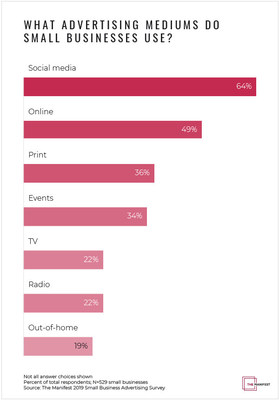 WHAT ADVERTISING MEDIUMS DO
SMALL BUSINESSES USE?
Social media
64%
Online
49%
Print
36%
Events
34%
TV
22%
Radio
22%
Out-of-home
19%
Not all answer choices shown
Percent of total respondents, N=529 small businesses
Source: The Manifest 2019 Small Business Advertising Survey
THE MANIFEST